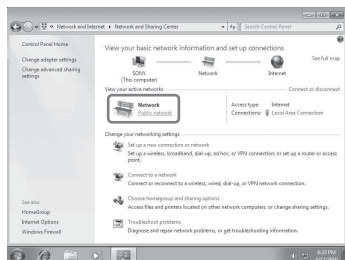 « Network and Internet ▸ Network and Sharing Center
Search Control Panel
Control Panel Home
Change adapter settings
Change advanced sharing
settings
View your basic network information and set up connections
See full map
SONY
(This computer)
Network
Internet
View your active networks
Connect or disconnect
Network
Public network
Access type: Internet
Connections: Local Area Connection
Change your networking settings
Set up a new connection or network
Set up a wireless, broadband, dial-up, ad hoc, or VPN connection; or set up a router or access
point.
Connect to a network
Connect or reconnect to a wireless, wired, dial-up, or VPN network connection.
Choose homegroup and sharing options
Access files and printers located on other network computers, or change sharing settings.
Troubleshoot problems
Diagnose and repair network problems, or get troubleshooting information.
See also
HomeGroup
Internet Options
Windows Firewall